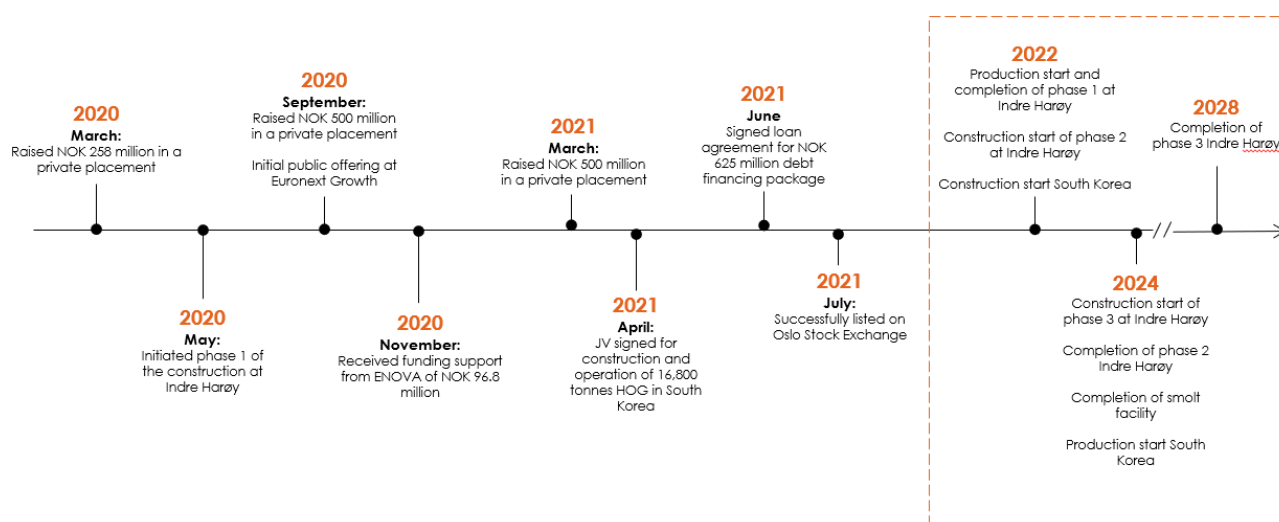 2020
March:
Raised NOK 258 million in a
private placement
2020
May:
Initiated phase 1 of
the construction at
Indre Harøy
2020
September:
Raised NOK 500 million
in a private placement
Initial public offering at
Euronext Growth
2020
November:
Received funding support
from ENOVA of NOK 96.8
million
2021
March:
Raised NOK 500 million
in a private placement
2021
April:
JV signed for
construction and
operation of 16,800
tonnes HOG in South
Korea
2021
June
Signed loan
agreement for NOK
625 million debt
financing package
2021
July:
Successfully listed on
Oslo Stock Exchange
2022
Production start and
completion of phase 1 at
Indre Harøy
Construction start of phase 2
at Indre Harøy
Construction start South Korea
2024
Construction start of
phase 3 at Indre Harøy
Completion of phase 2
Indre Harøy
Completion of smolt
facility
Production start South
Korea
2028
Completion of
phase 3 Indre Harøy